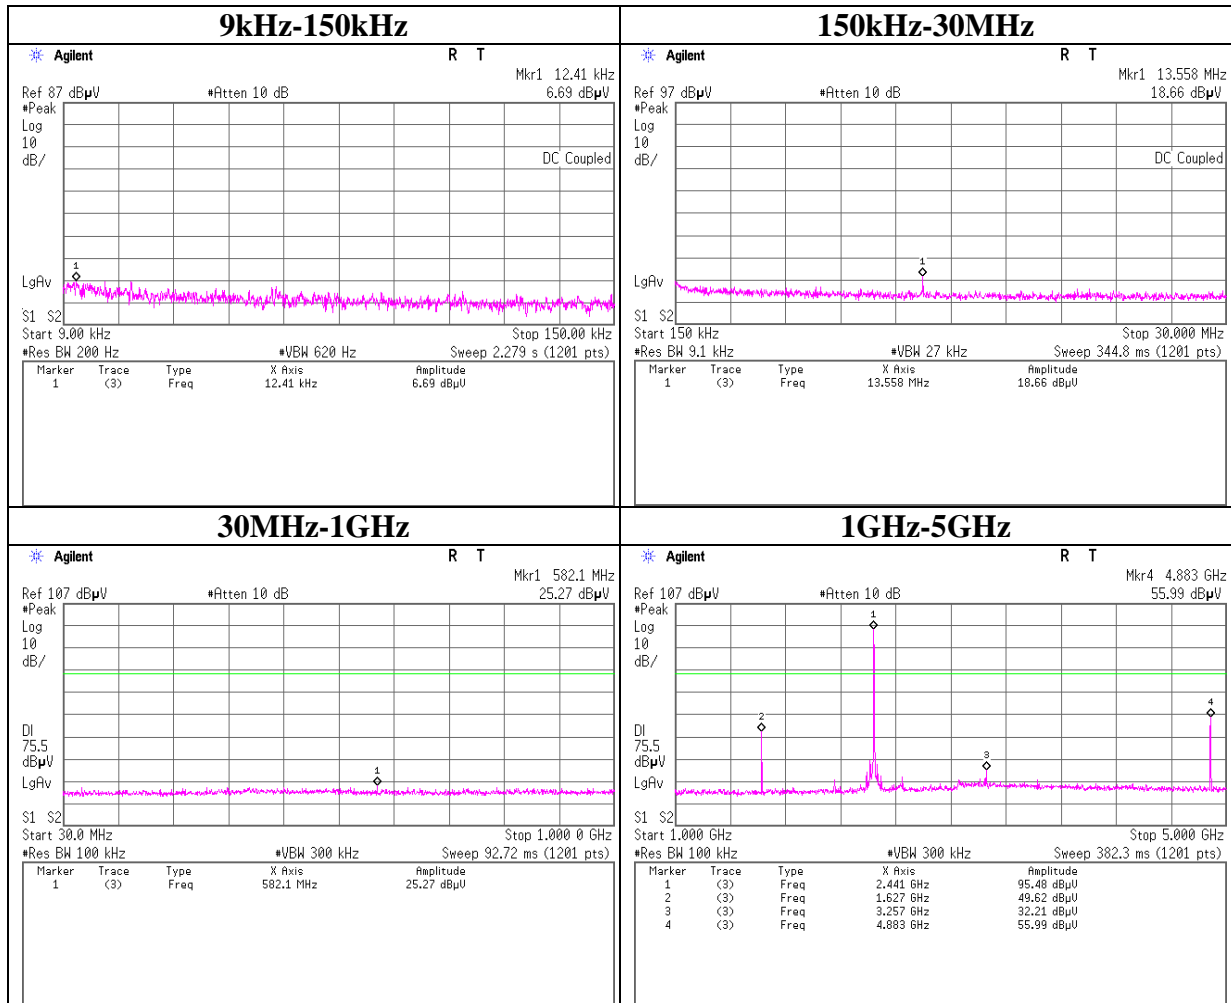 9kHz-150kHz
Agilent R T
Mkr1 12.41 kHz
Ref 87 dBµV #Atten 10 dB 6.69 dBµV
#Peak
Log
10
dB/
DC Coupled
1
LgAv
S1 S2
Start 9.00 kHz Stop 150.00 kHz
#Res BW 200 Hz #VBW 620 Hz Sweep 2.279 s (1201 pts)
Marker Trace Type X Axis Amplitude
1 (3) Freq 12.41 kHz 6.69 dBµV
150kHz-30MHz
Agilent R T
Mkr1 13.558 MHz
Ref 97 dBµV #Atten 10 dB 18.66 dBµV
#Peak
Log
10
dB/
DC Coupled
1
LgAv
S1 S2
Start 150 kHz Stop 30.000 MHz
#Res BW 9.1 kHz #VBW 27 kHz Sweep 344.8 ms (1201 pts)
Marker Trace Type X Axis Amplitude
1 (3) Freq 13.558 MHz 18.66 dBµV
30MHz-1GHz
Agilent R T
Mkr1 582.1 MHz
Ref 107 dBµV #Atten 10 dB 25.27 dBµV
#Peak
Log
10
dB/
DI
75.5
dBµV
1
LgAv
S1 S2
Start 30.0 MHz Stop 1.000 0 GHz
#Res BW 100 kHz #VBW 300 kHz Sweep 92.72 ms (1201 pts)
Marker Trace Type X Axis Amplitude
1 (3) Freq 582.1 MHz 25.27 dBµV
1GHz-5GHz
Agilent R T
Mkr4 4.883 GHz
Ref 107 dBµV #Atten 10 dB 55.99 dBµV
#Peak
1
Log
10
dB/
4
2
DI
75.5
3
dBµV
LgAv
S1 S2
Start 1.000 GHz Stop 5.000 GHz
#Res BW 100 kHz #VBW 300 kHz Sweep 382.3 ms (1201 pts)
Marker Trace Type X Axis Amplitude
1 (3) Freq 2.441 GHz 95.48 dBµV
2 (3) Freq 1.627 GHz 49.62 dBµV
3 (3) Freq 3.257 GHz 32.21 dBµV
4 (3) Freq 4.883 GHz 55.99 dBµV